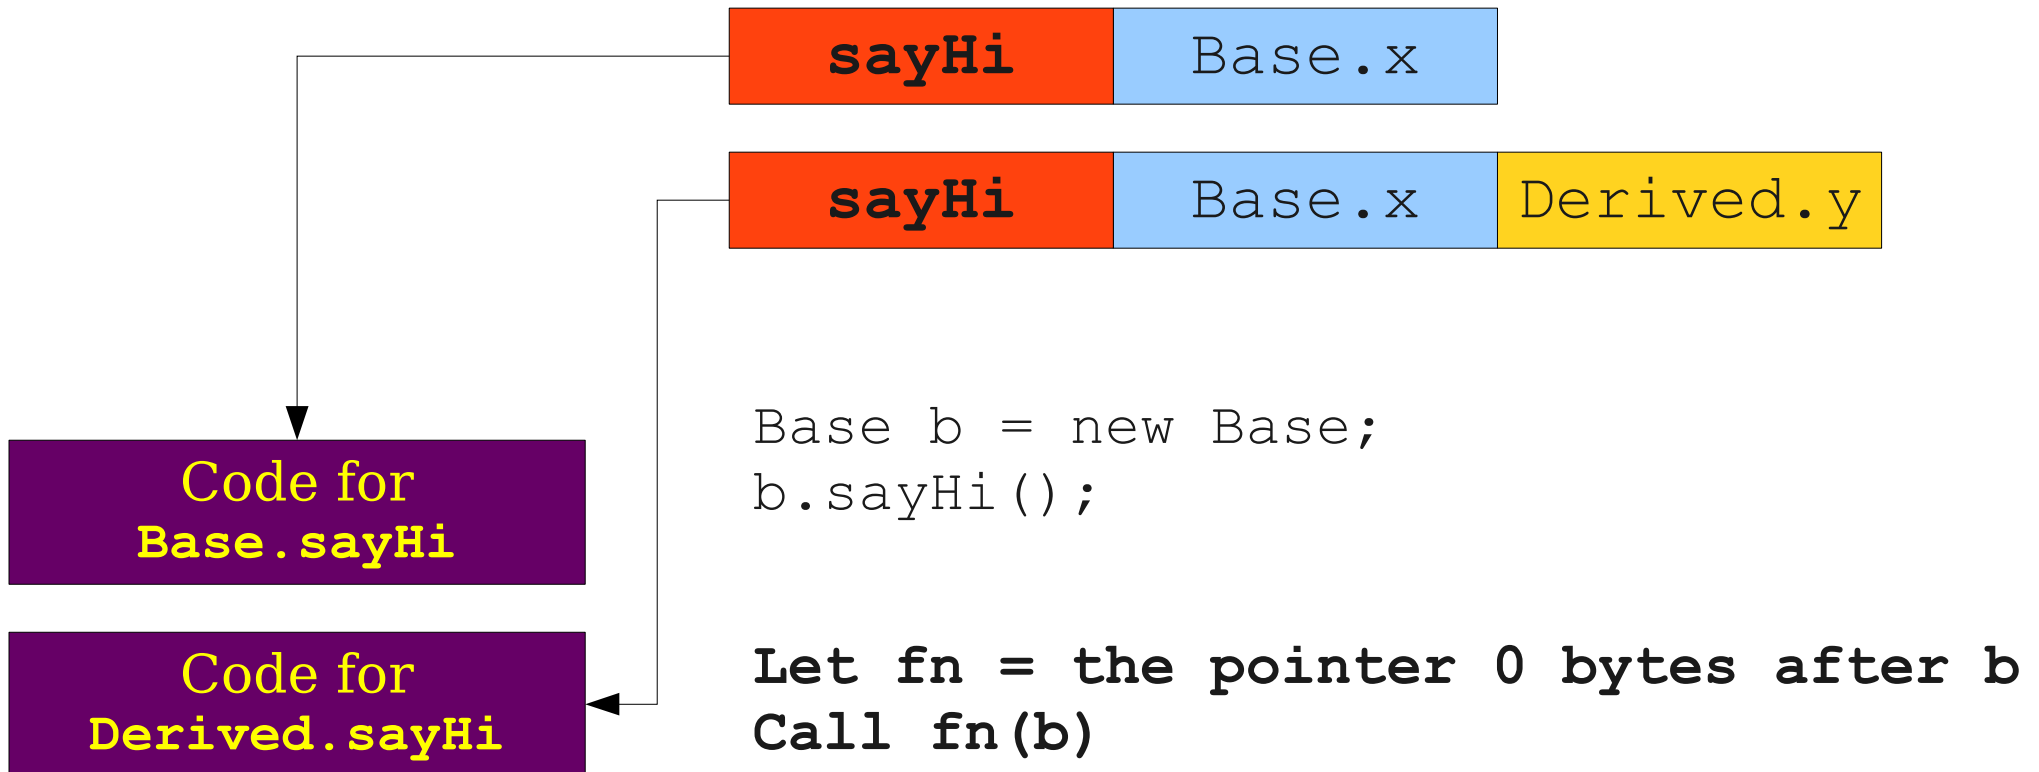 sayHi Base.x
sayHi Base.x Derived.y
Base b = new Base;
b.sayHi();
Code for
Base.sayHi
Let fn = the pointer 0 bytes after b
Call fn(b)
Code for
Derived.sayHi